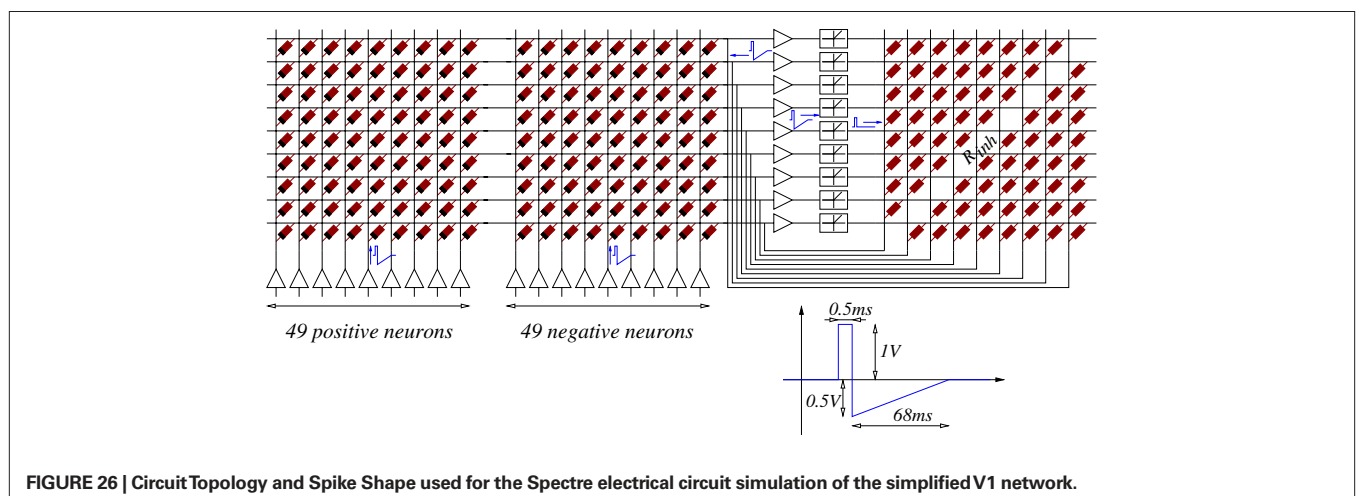 R inh
49 positive neurons
49 negative neurons
0.5ms
1V
0.5V
68ms
FIGURE 26 | Circuit Topology and Spike Shape used for the Spectre electrical circuit simulation of the simplified V1 network.